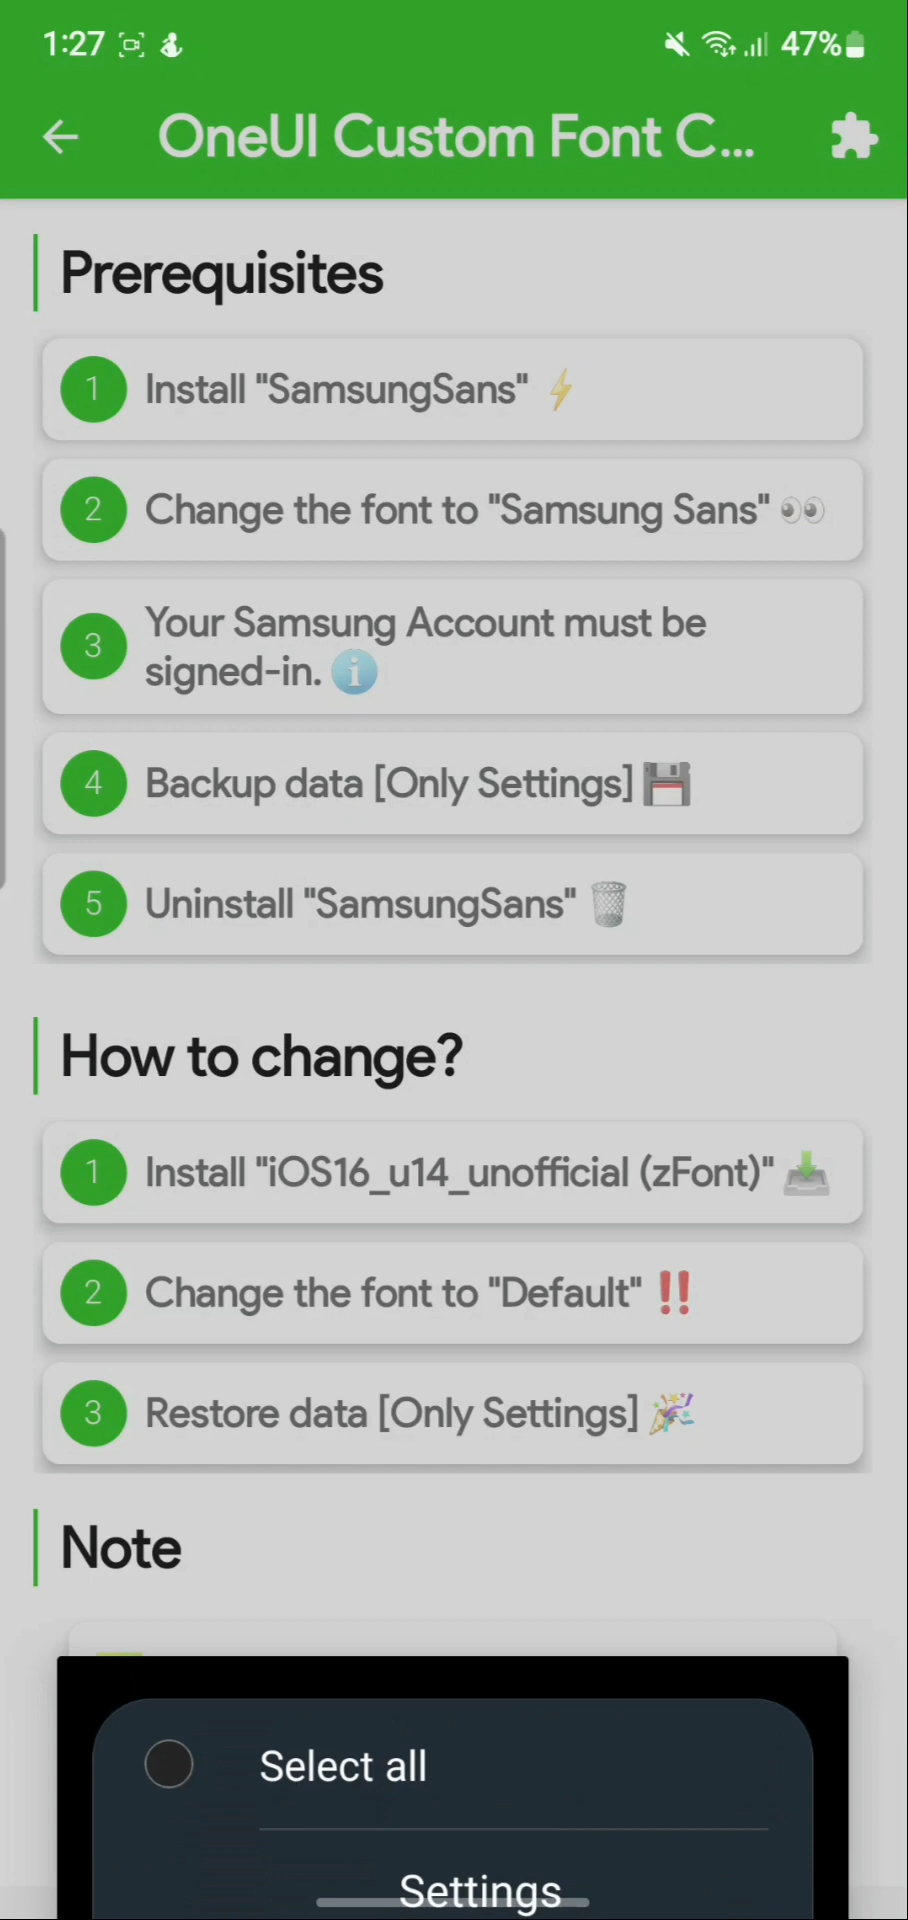 1:27
47%
OneUI Custom Font C...
Prerequisites
1 Install "SamsungSans" ⚡
2 Change the font to "Samsung Sans" 👀
3 Your Samsung Account must be
signed-in. ℹ️
4 Backup data [Only Settings] 💾
5 Uninstall "SamsungSans" 🗑️
How to change?
1 Install "iOS16_u14_unofficial (zFont)" 📥
2 Change the font to "Default" ‼️
3 Restore data [Only Settings] 🎉
Note
Select all
Settings